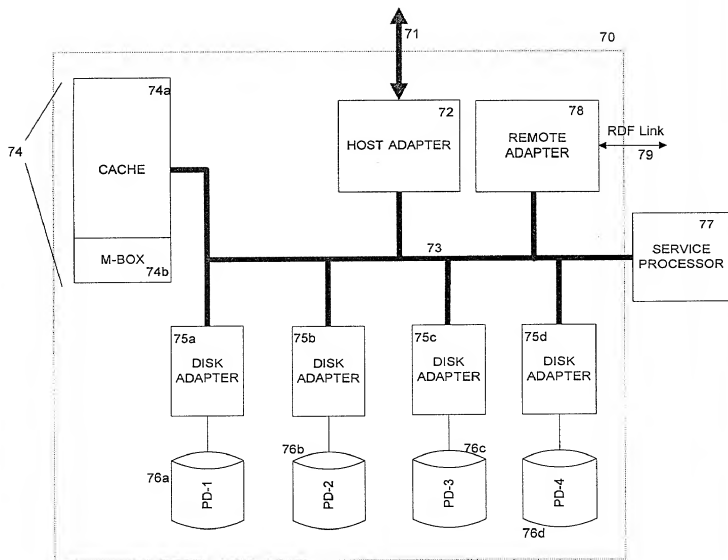 71
70
74
74a
CACHE
M-BOX
74b
72
HOST ADAPTER
78
REMOTE
ADAPTER
RDF Link
79
73
77
SERVICE
PROCESSOR
75a
DISK
ADAPTER
75b
DISK
ADAPTER
75c
DISK
ADAPTER
75d
DISK
ADAPTER
76a
PD-1
76b
PD-2
76c
PD-3
76d
PD-4